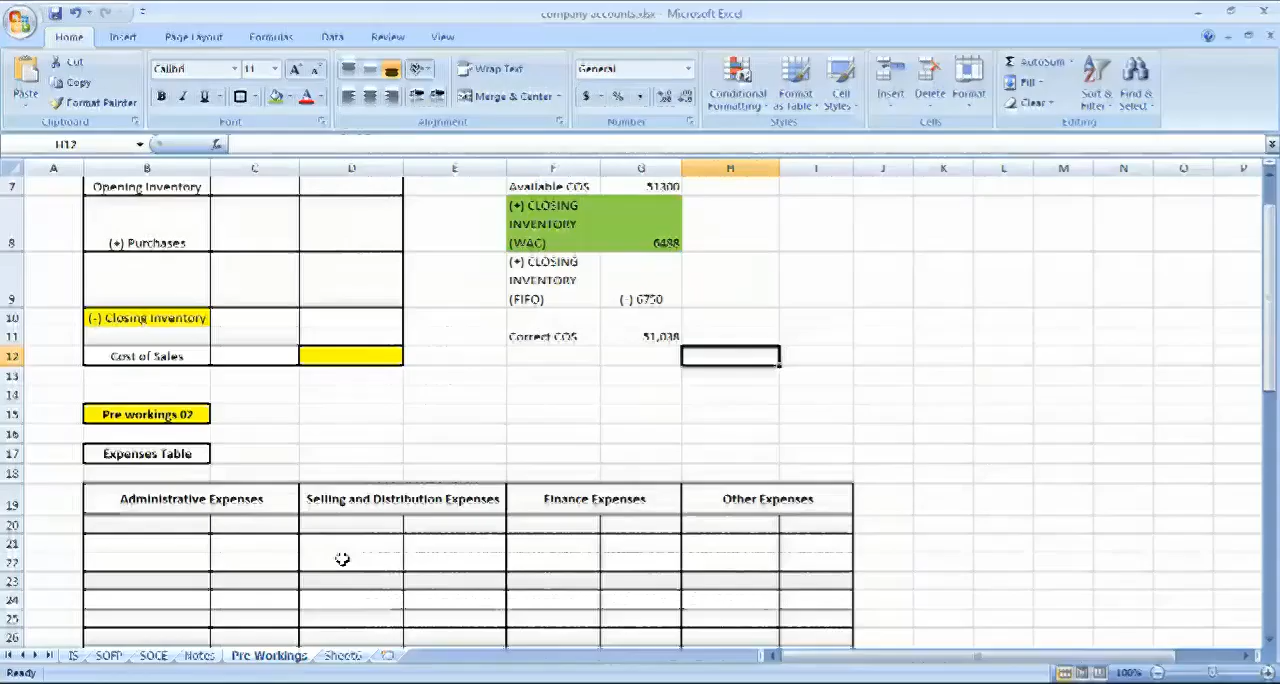 company accounts.xlsx - Microsoft Excel
Home Insert Page Layout Formulas Data Review View
Paste
Cut
Copy
Format Painter
Clipboard
Calibri 11
B I U
Font
Wrap Text
Merge & Center
Alignment
General
$ % ,
Number
Conditional Formatting
Format as Table
Cell Styles
Styles
Insert
Delete
Format
Cells
AutoSum
Fill
Clear
Sort & Filter
Find & Select
Editing
H12
A B C D E F G H I J K L M N O P
7 Opening Inventory Available COS 51300
(+) CLOSING
INVENTORY
8 (+) Purchases (WAC) 6488
(+) CLOSING
INVENTORY
9 (FIFO) (-) 6750
10 (-) Closing Inventory
11 Correct COS 51,038
12 Cost of Sales
13
14
15 Pre workings 02
16
17 Expenses Table
18
19 Administrative Expenses Selling and Distribution Expenses Finance Expenses Other Expenses
20
21
22
23
24
25
26
IS SOFP SOCE Notes Pre Workings Sheet6
Ready 100%